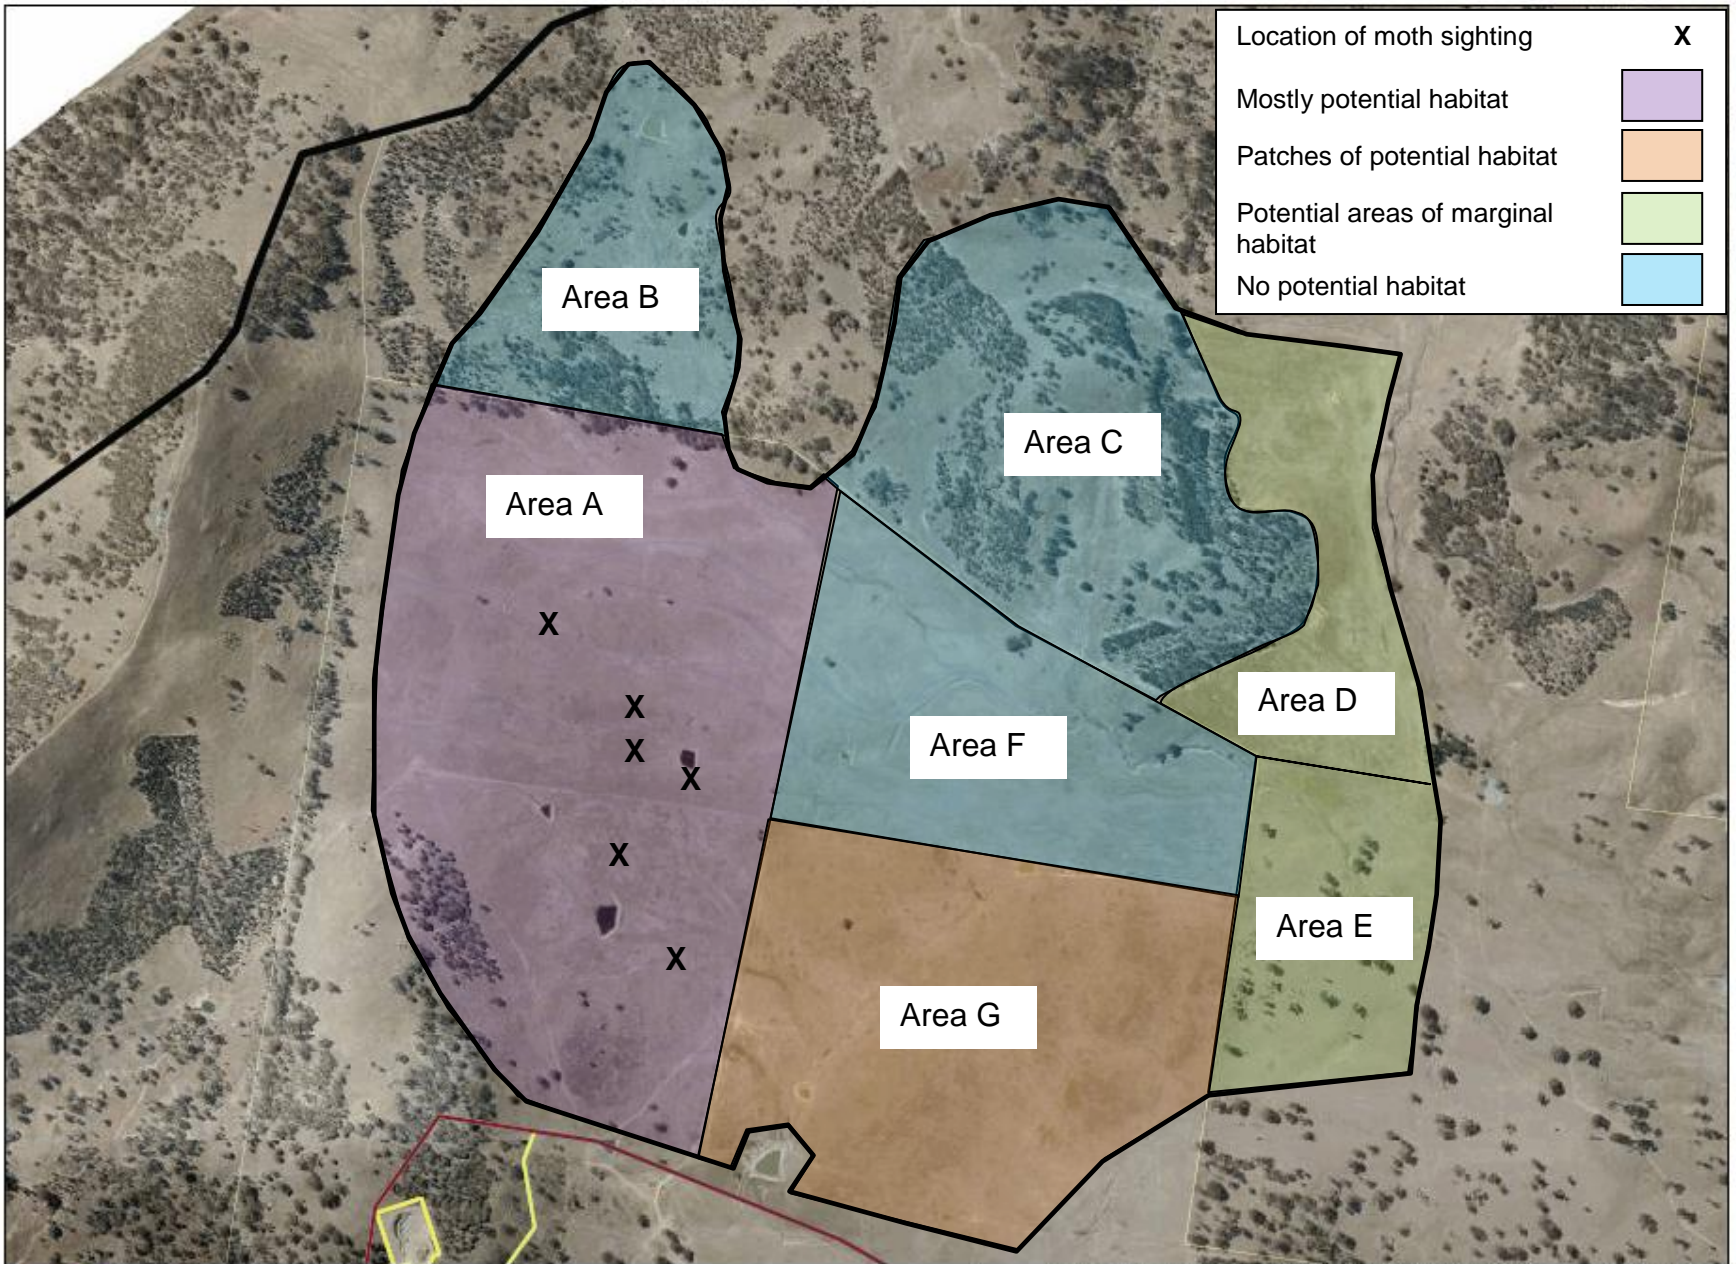 Location of moth sighting X
Mostly potential habitat
Patches of potential habitat
Potential areas of marginal
habitat
No potential habitat
Area B
Area C
Area A
X
X
Area D
Area F
X
X
X
Area E
X
Area G